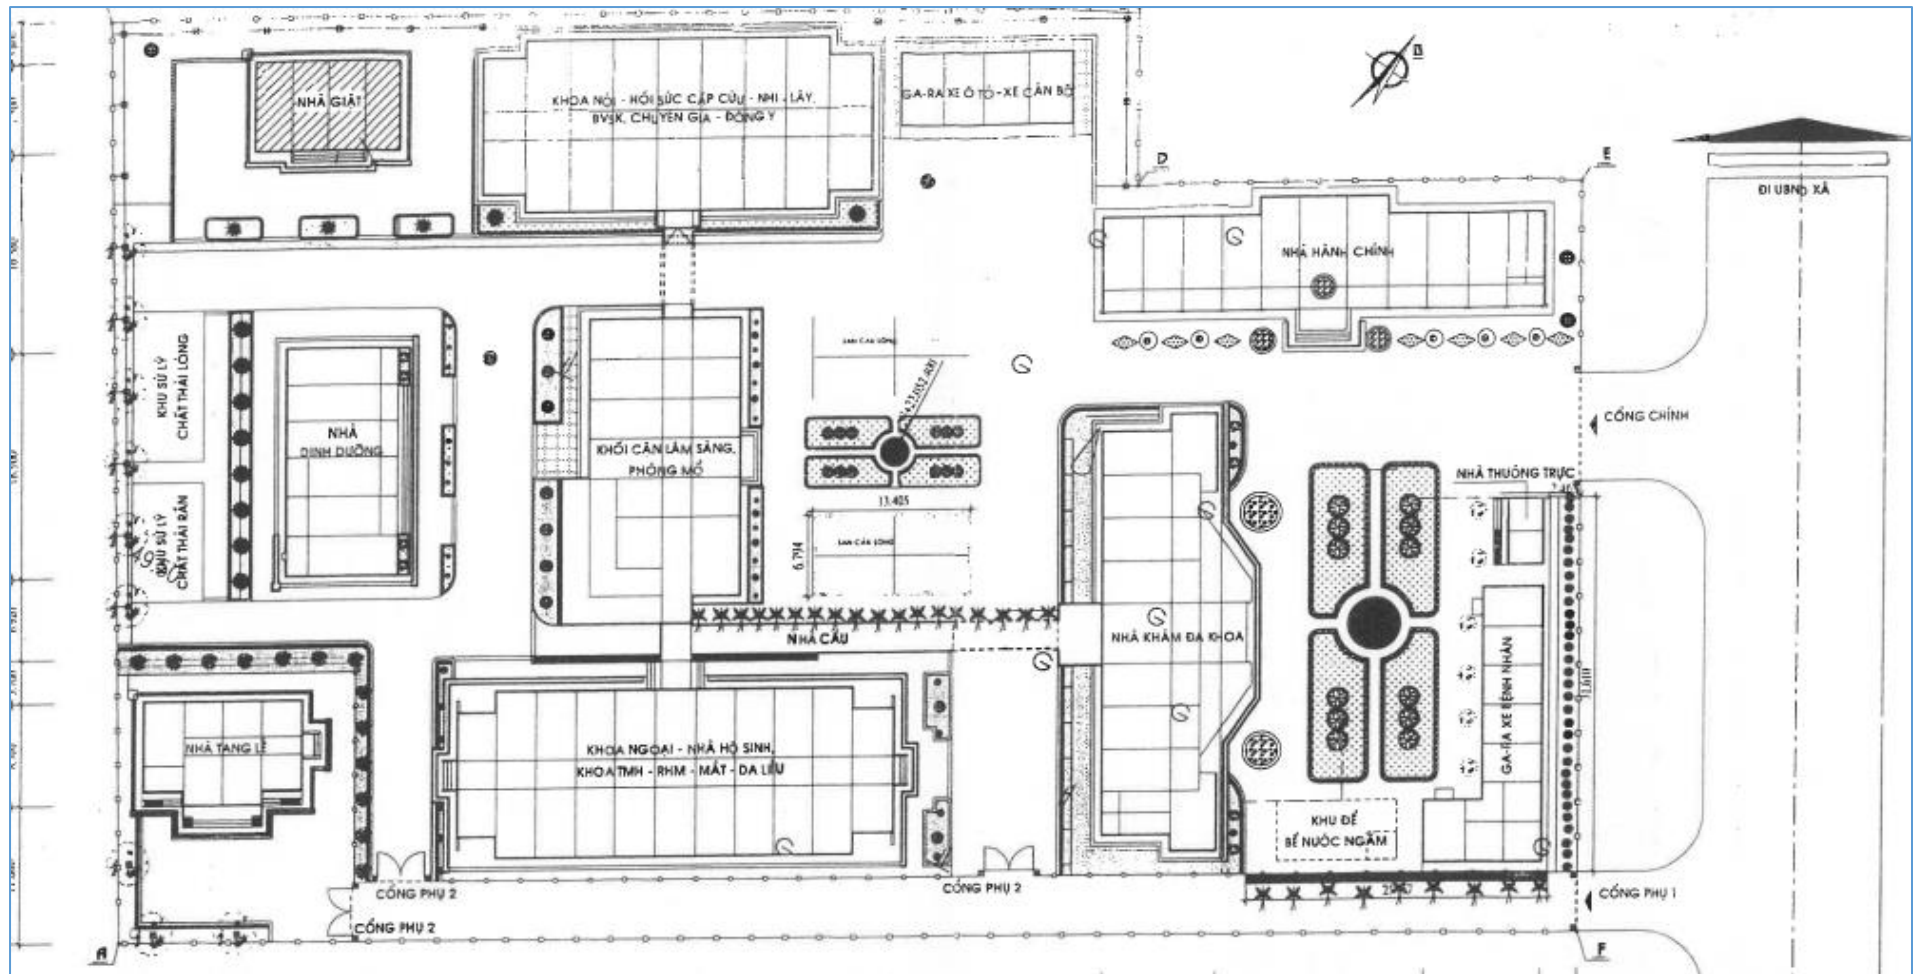 NHÀ GIẶT
KHOA NỘI - HỒI SỨC CẤP CỨU - NHI - LÂY,
BVSK, CHUYÊN GIA - ĐÔNG Y
GA-RA XE Ô TÔ - XE CÁN BỘ
B
D
E
ĐI UBND XÃ
NHÀ HÀNH CHÍNH
KHU SỬ LÝ
CHẤT THẢI LỎNG
NHÀ
DINH DƯỠNG
KHỐI CẬN LÂM SÀNG,
PHÒNG MỔ
SAN CẦU LÔNG
13.405
6.794
SAN CẦU LÔNG
CỔNG CHÍNH
NHÀ THƯỜNG TRỰC
KHU SỬ LÝ
CHẤT THẢI RẮN
NHÀ CẦU
NHÀ KHÁM ĐA KHOA
GA-RA XE BỆNH NHÂN
NHÀ TANG LỄ
KHOA NGOẠI - NHÀ HỘ SINH,
KHOA TMH - RHM - MẮT - DA LIỄU
KHU ĐỂ
BỂ NƯỚC NGẦM
CỔNG PHỤ 2
CỔNG PHỤ 2
CỔNG PHỤ 1
CỔNG PHỤ 2
A
F